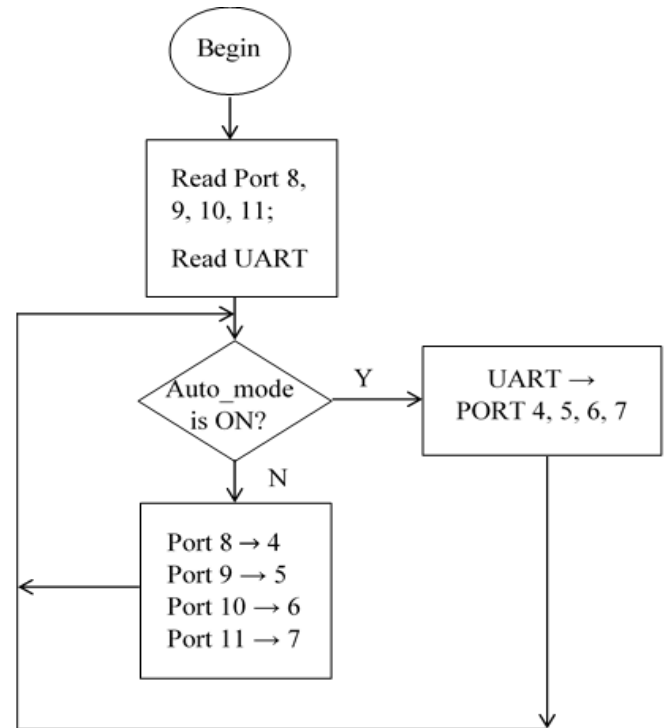 Begin
Read Port 8,
9, 10, 11;
Read UART
Auto_mode
is ON?
Y
UART →
PORT 4, 5, 6, 7
N
Port 8 → 4
Port 9 → 5
Port 10 → 6
Port 11 → 7